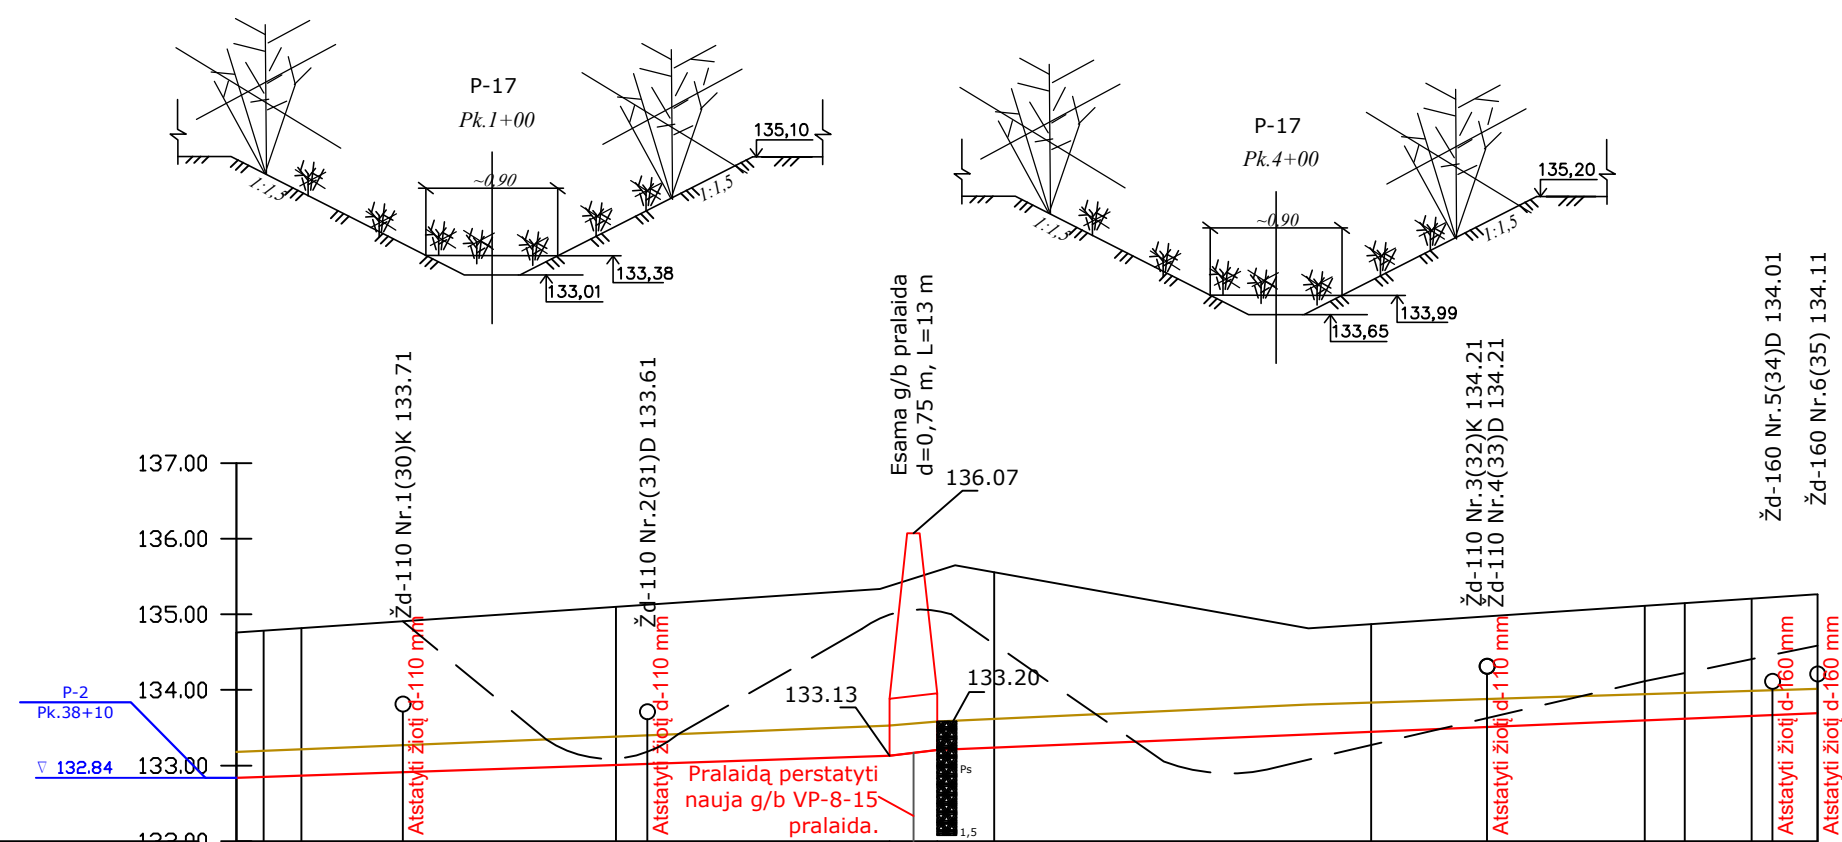 P-17
Pk.1+00
135,10
1:1,5
~0,90
1:1,5
133,38
133,01
P-17
Pk.4+00
135,20
1:1,5
~0,90
1:1,5
133,99
133,65
Žd-110 Nr.1(30)K 133.71
Žd-110 Nr.2(31)D 133.61
Esama g/b pralaida
d=0,75 m, L=13 m
136.07
Žd-110 Nr.3(32)K 134.21
Žd-110 Nr.4(33)D 134.21
Žd-160 Nr.5(34)D 134.01
Žd-160 Nr.6(35) 134.11
137.00
136.00
135.00
134.00
133.00
P-2
Pk.38+10
132.84
133.13
133.20
Atstatyti žiotį d-110 mm
Atstatyti žiotį d-110 mm
Pralaidą perstatyti
nauja g/b VP-8-15
pralaida.
Ps
1,5
Atstatyti žiotį d-110 mm
Atstatyti žiotį d-160 mm
Atstatyti žiotį d-160 mm